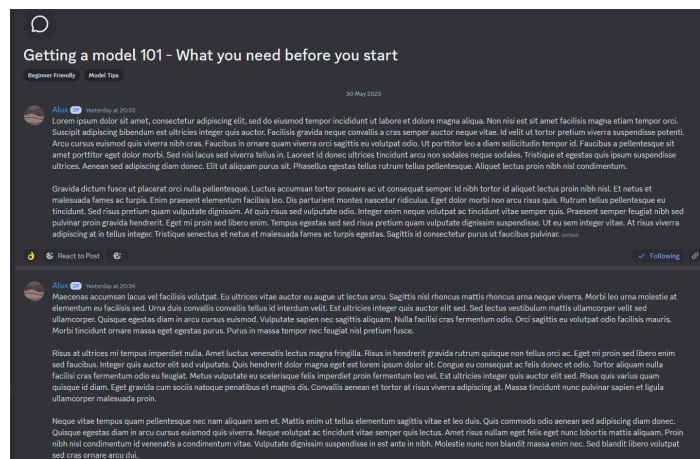 Getting a model 101 - What you need before you start
Beginner Friendly Model Tips
30 May 2023
Alux OP Yesterday at 20:33
Lorem ipsum dolor sit amet, consectetur adipiscing elit, sed do eiusmod tempor incididunt ut labore et dolore magna aliqua. Non nisi est sit amet facilisis magna etiam tempor orci.
Suscipit adipiscing bibendum est ultricies integer quis auctor. Facilisis gravida neque convallis a cras semper auctor neque vitae. Id velit ut tortor pretium viverra suspendisse potenti.
Arcu cursus euismod quis viverra nibh cras. Faucibus in ornare quam viverra orci sagittis eu volutpat odio. Ut porttitor leo a diam sollicitudin tempor id. Faucibus a pellentesque sit
amet porttitor eget dolor morbi. Sed nisi lacus sed viverra tellus in. Laoreet id donec ultrices tincidunt arcu non sodales neque sodales. Tristique et egestas quis ipsum suspendisse
ultrices. Aenean sed adipiscing diam donec. Elit ut aliquam purus sit. Phasellus egestas tellus rutrum tellus pellentesque. Aliquet lectus proin nibh nisl condimentum.
Gravida dictum fusce ut placerat orci nulla pellentesque. Luctus accumsan tortor posuere ac ut consequat semper. Id nibh tortor id aliquet lectus proin nibh nisl. Et netus et
malesuada fames ac turpis. Enim praesent elementum facilisis leo. Dis parturient montes nascetur ridiculus. Eget dolor morbi non arcu risus quis. Rutrum tellus pellentesque eu
tincidunt. Sed risus pretium quam vulputate dignissim. At quis risus sed vulputate odio. Integer enim neque volutpat ac tincidunt vitae semper quis. Praesent semper feugiat nibh sed
pulvinar proin gravida hendrerit. Eget mi proin sed libero enim. Tempus egestas sed sed risus pretium quam vulputate dignissim suspendisse. Ut eu sem integer vitae. At risus viverra
adipiscing at in tellus integer. Tristique senectus et netus et malesuada fames ac turpis egestas. Sagittis id consectetur purus ut faucibus pulvinar. (edited)
React to Post Following
Alux OP Yesterday at 20:34
Maecenas accumsan lacus vel facilisis volutpat. Eu ultrices vitae auctor eu augue ut lectus arcu. Sagittis nisl rhoncus mattis rhoncus urna neque viverra. Morbi leo urna molestie at
elementum eu facilisis sed. Urna duis convallis convallis tellus id interdum velit. Est ultricies integer quis auctor elit sed. Sed lectus vestibulum mattis ullamcorper velit sed
ullamcorper. Quisque egestas diam in arcu cursus euismod. Vulputate sapien nec sagittis aliquam. Nulla facilisi cras fermentum odio. Orci sagittis eu volutpat odio facilisis mauris.
Morbi tincidunt ornare massa eget egestas purus. Purus in massa tempor nec feugiat nisl pretium fusce.
Risus at ultrices mi tempus imperdiet nulla. Amet luctus venenatis lectus magna fringilla. Risus in hendrerit gravida rutrum quisque non tellus orci ac. Eget mi proin sed libero enim
sed faucibus. Integer quis auctor elit sed vulputate. Quis hendrerit dolor magna eget est lorem ipsum dolor sit. Congue eu consequat ac felis donec et odio. Tortor aliquam nulla
facilisi cras fermentum odio eu feugiat. Metus vulputate eu scelerisque felis imperdiet proin fermentum leo vel. Est ultricies integer quis auctor elit sed. Risus quis varius quam
quisque id diam. Eget gravida cum sociis natoque penatibus et magnis dis. Convallis aenean et tortor at risus viverra adipiscing at. Massa tincidunt nunc pulvinar sapien et ligula
ullamcorper malesuada proin.
Neque vitae tempus quam pellentesque nec nam aliquam sem et. Mattis enim ut tellus elementum sagittis vitae et leo duis. Quis commodo odio aenean sed adipiscing diam donec.
Quisque egestas diam in arcu cursus euismod quis viverra. Neque volutpat ac tincidunt vitae semper quis lectus. Amet risus nullam eget felis eget nunc lobortis mattis aliquam. Proin
nibh nisl condimentum id venenatis a condimentum vitae. Vulputate dignissim suspendisse in est ante in nibh. Molestie nunc non blandit massa enim nec. Sed blandit libero volutpat
sed cras ornare arcu dui.